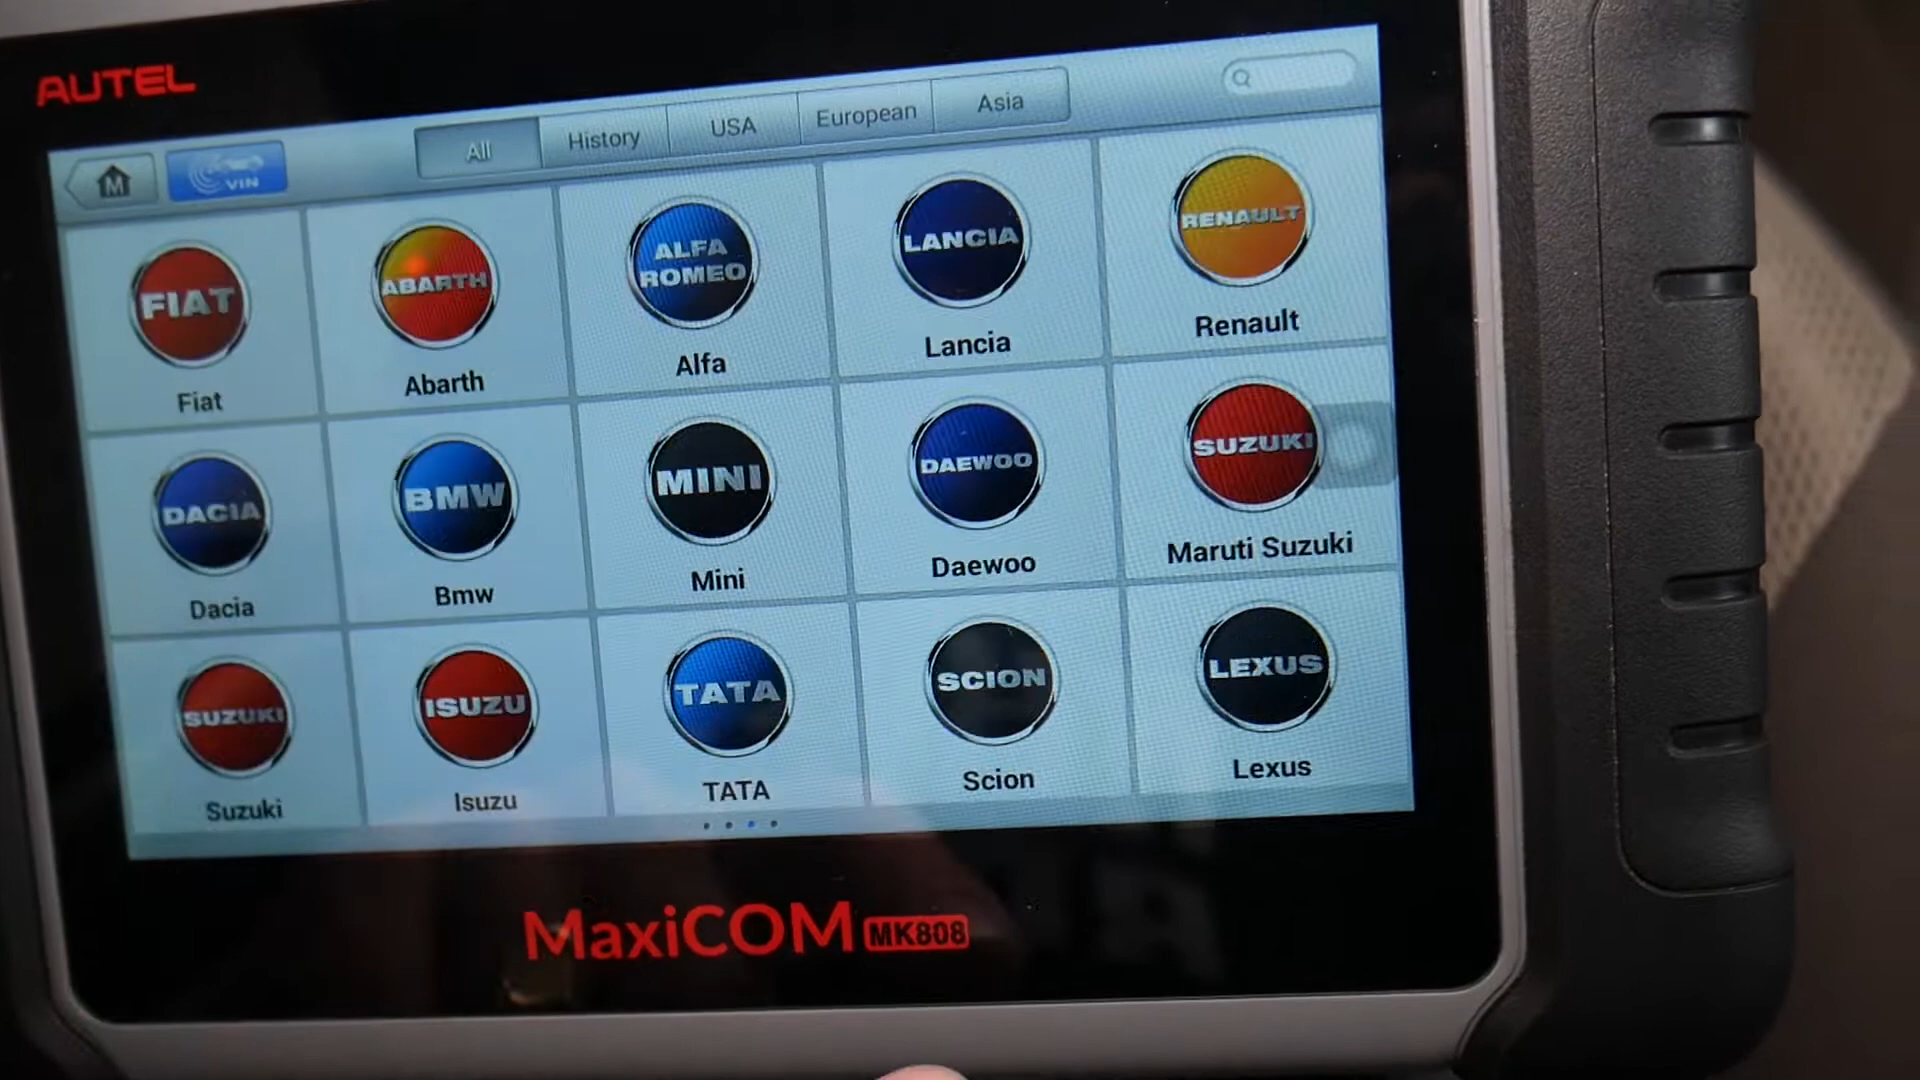 AUTEL
M
VIN
All
History
USA
European
Asia
FIAT
ABARTH
ALFA
ROMEO
LANCIA
RENAULT
Fiat
Abarth
Alfa
Lancia
Renault
DACIA
BMW
MINI
DAEWOO
SUZUKI
Dacia
Bmw
Mini
Daewoo
Maruti Suzuki
SUZUKI
ISUZU
TATA
SCION
LEXUS
Suzuki
Isuzu
TATA
Scion
Lexus
MaxiCOM MK808